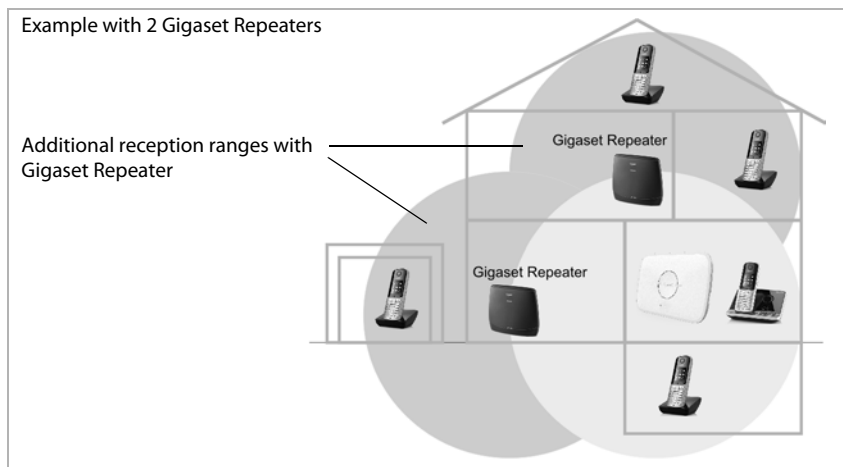 Example with 2 Gigaset Repeaters
Additional reception ranges with
Gigaset Repeater
Gigaset Repeater
Gigaset Repeater